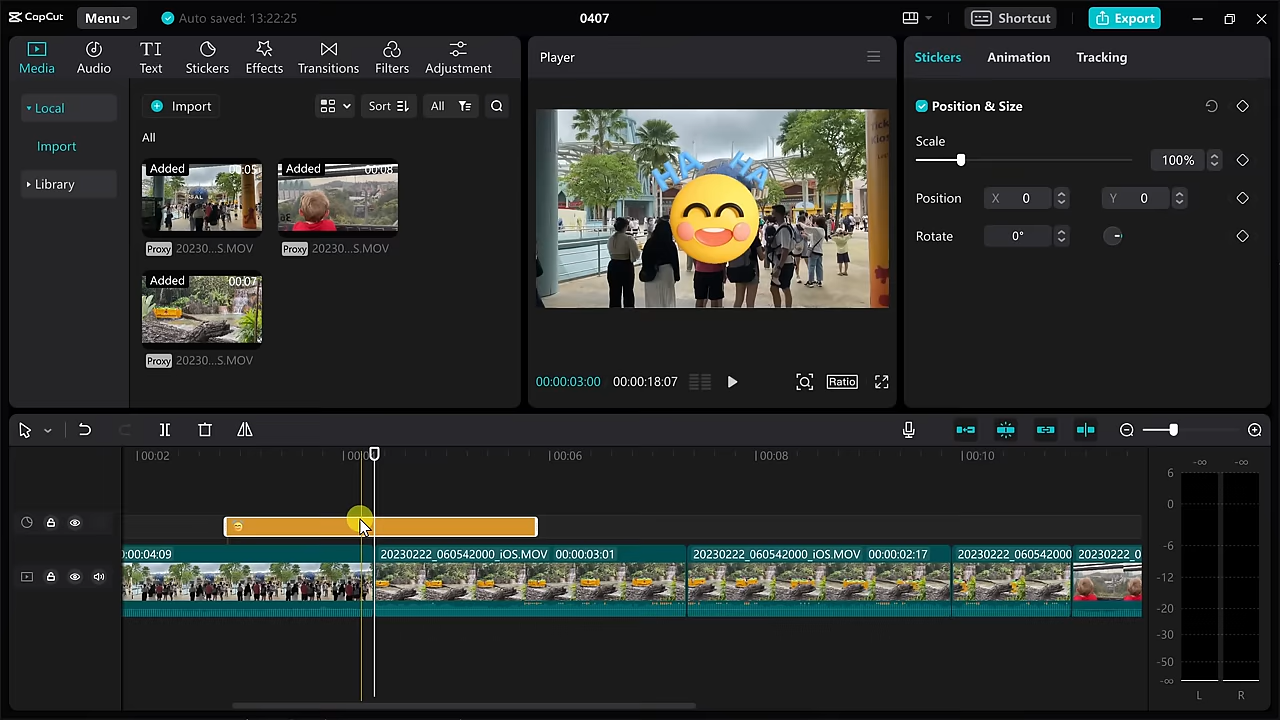 CapCut
Menu
Auto saved: 13:22:25
0407
Shortcut
Export
Media
Audio
TI
Text
Stickers
Effects
Transitions
Filters
Adjustment
Local
Import
Library
Import
Sort
All
All
Added
00:05
Proxy 20230...S.MOV
Added
00:08
Proxy 20230...S.MOV
Added
00:07
Proxy 20230...S.MOV
Player
HA HA
00:00:03:00
00:00:18:07
Ratio
Stickers
Animation
Tracking
Position & Size
Scale
100%
Position
X 0
Y 0
Rotate
0°
00:02
00:06
00:08
00:10
0:00:04:09
20230222_060542000_iOS.MOV 00:00:03:01
20230222_060542000_iOS.MOV 00:00:02:17
20230222_060542000
20230222_0
-∞
-∞
6
0
-6
-12
-20
-30
-50
-∞
L
R